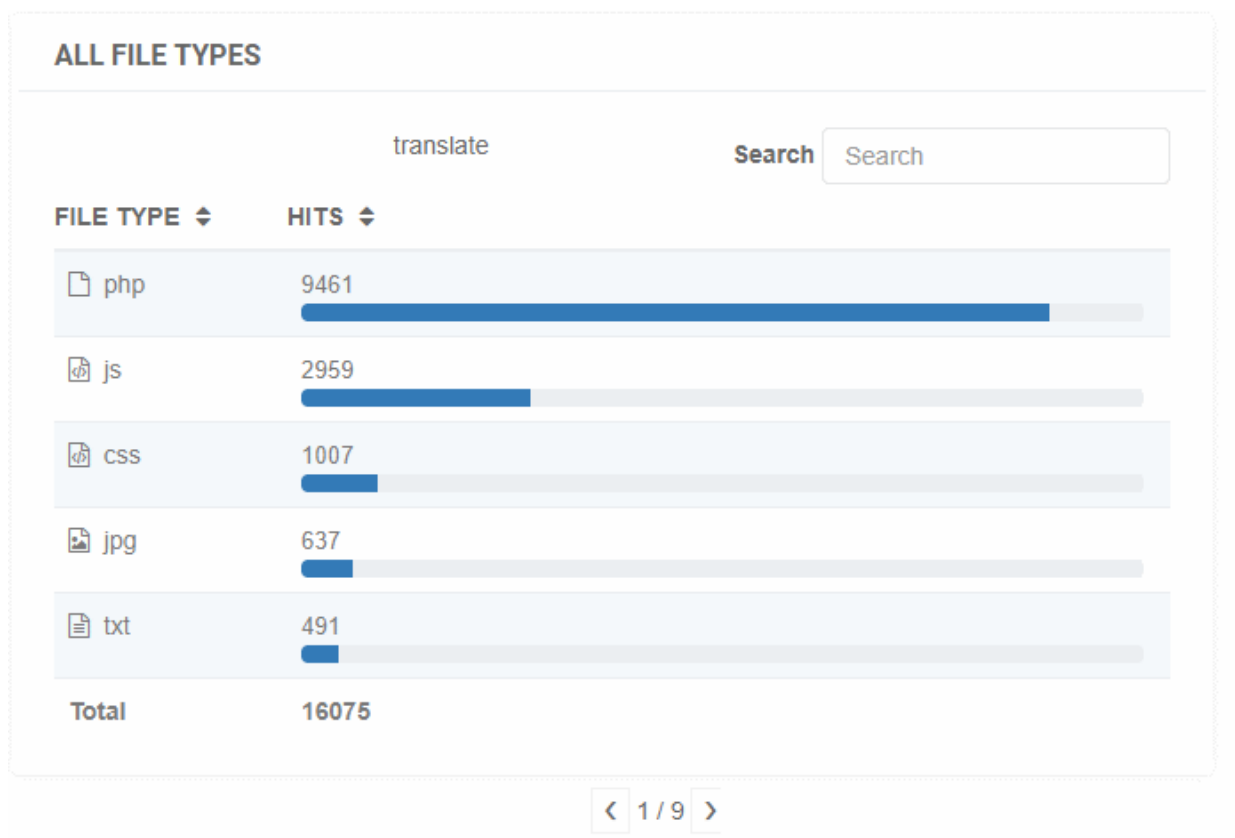 ALL FILE TYPES
translate
Search Search
FILE TYPE HITS
php 9461
js 2959
css 1007
jpg 637
txt 491
Total 16075
‹ 1 / 9 ›